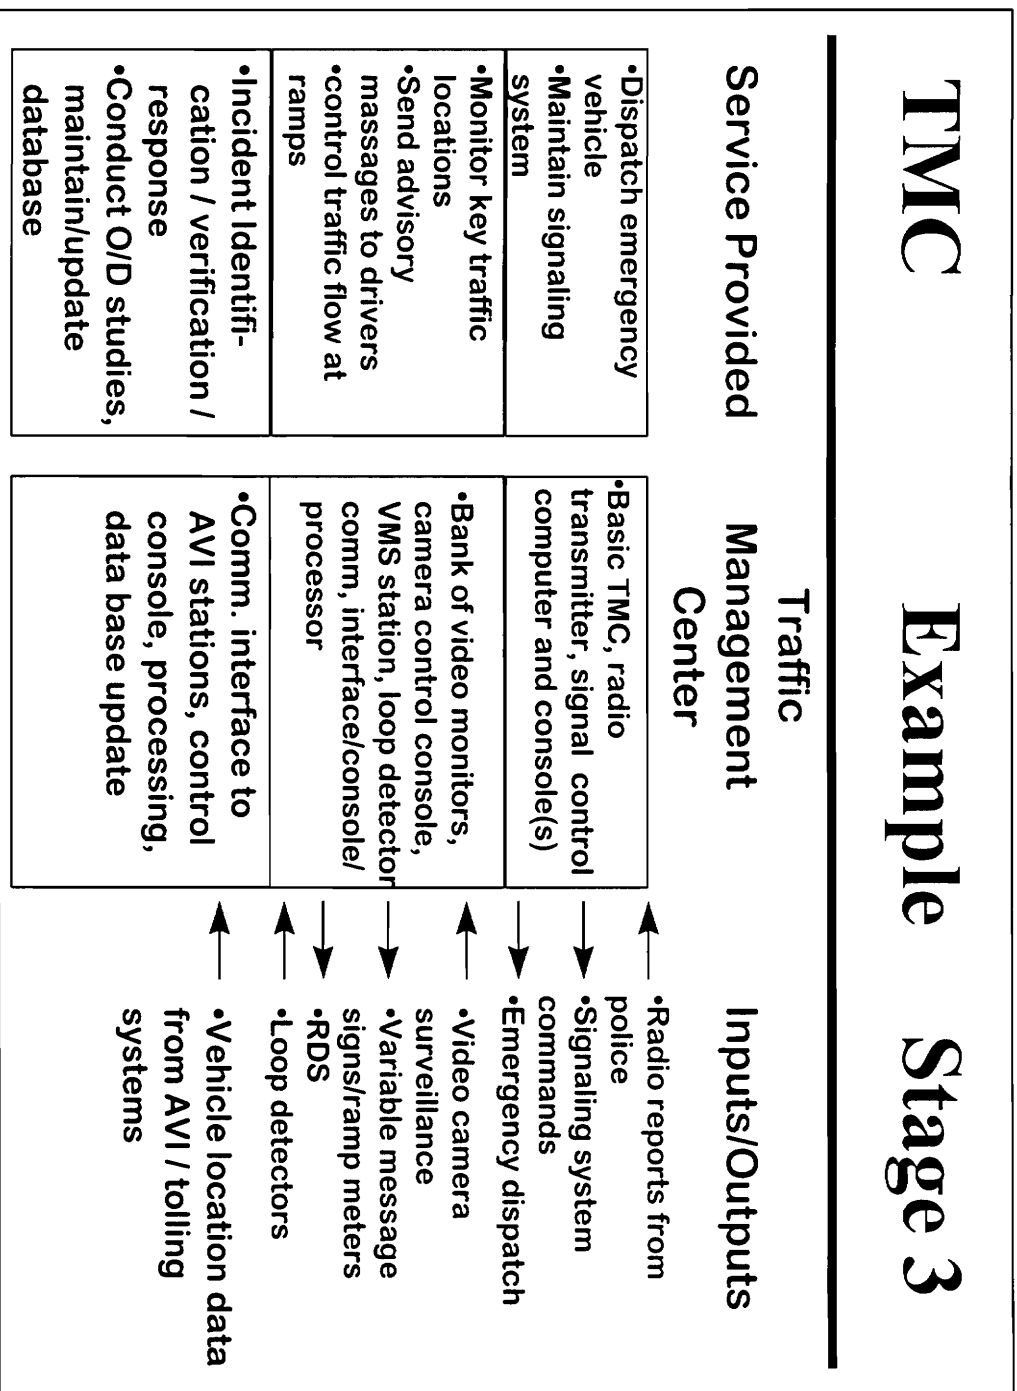 TMC Example Stage 3
Service Provided
Traffic
Management
Center
Inputs/Outputs
•Dispatch emergency
vehicle
•Maintain signaling
system
•Monitor key traffic
locations
•Send advisory
massages to drivers
•control traffic flow at
ramps
•Incident Identifi-
cation / verification /
response
•Conduct O/D studies,
maintain/update
database
•Basic TMC, radio
transmitter, signal control
computer and console(s)
•Bank of video monitors,
camera control console,
VMS station, loop detector
comm, interface/console/
processor
•Comm. interface to
AVI stations, control
console, processing,
data base update
•Radio reports from
police
•Signaling system
commands
•Emergency dispatch
•Video camera
surveillance
•Variable message
signs/ramp meters
•RDS
•Loop detectors
•Vehicle location data
from AVI / tolling
systems